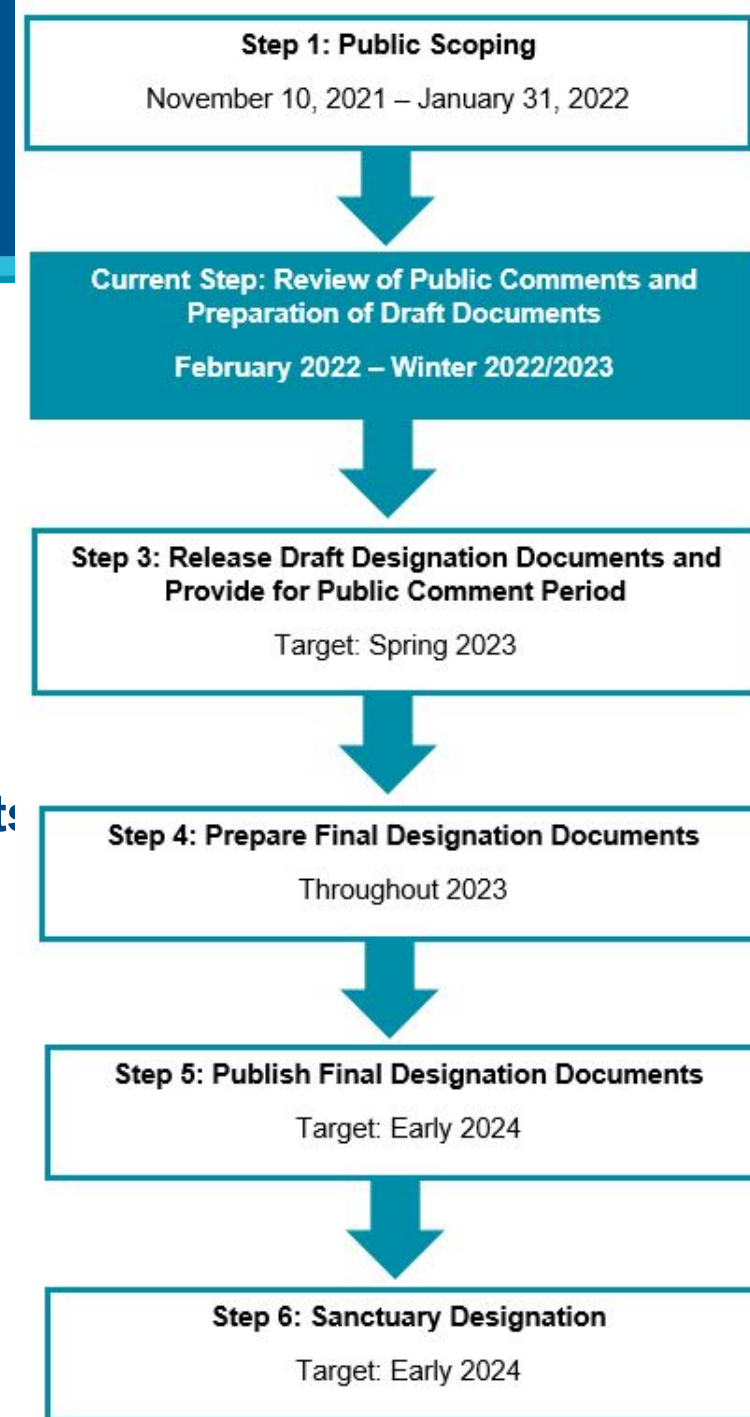 Step 1: Public Scoping
November 10, 2021 – January 31, 2022
Current Step: Review of Public Comments and
Preparation of Draft Documents
February 2022 – Winter 2022/2023
Step 3: Release Draft Designation Documents and
Provide for Public Comment Period
Target: Spring 2023
Step 4: Prepare Final Designation Documents
Throughout 2023
Step 5: Publish Final Designation Documents
Target: Early 2024
Step 6: Sanctuary Designation
Target: Early 2024